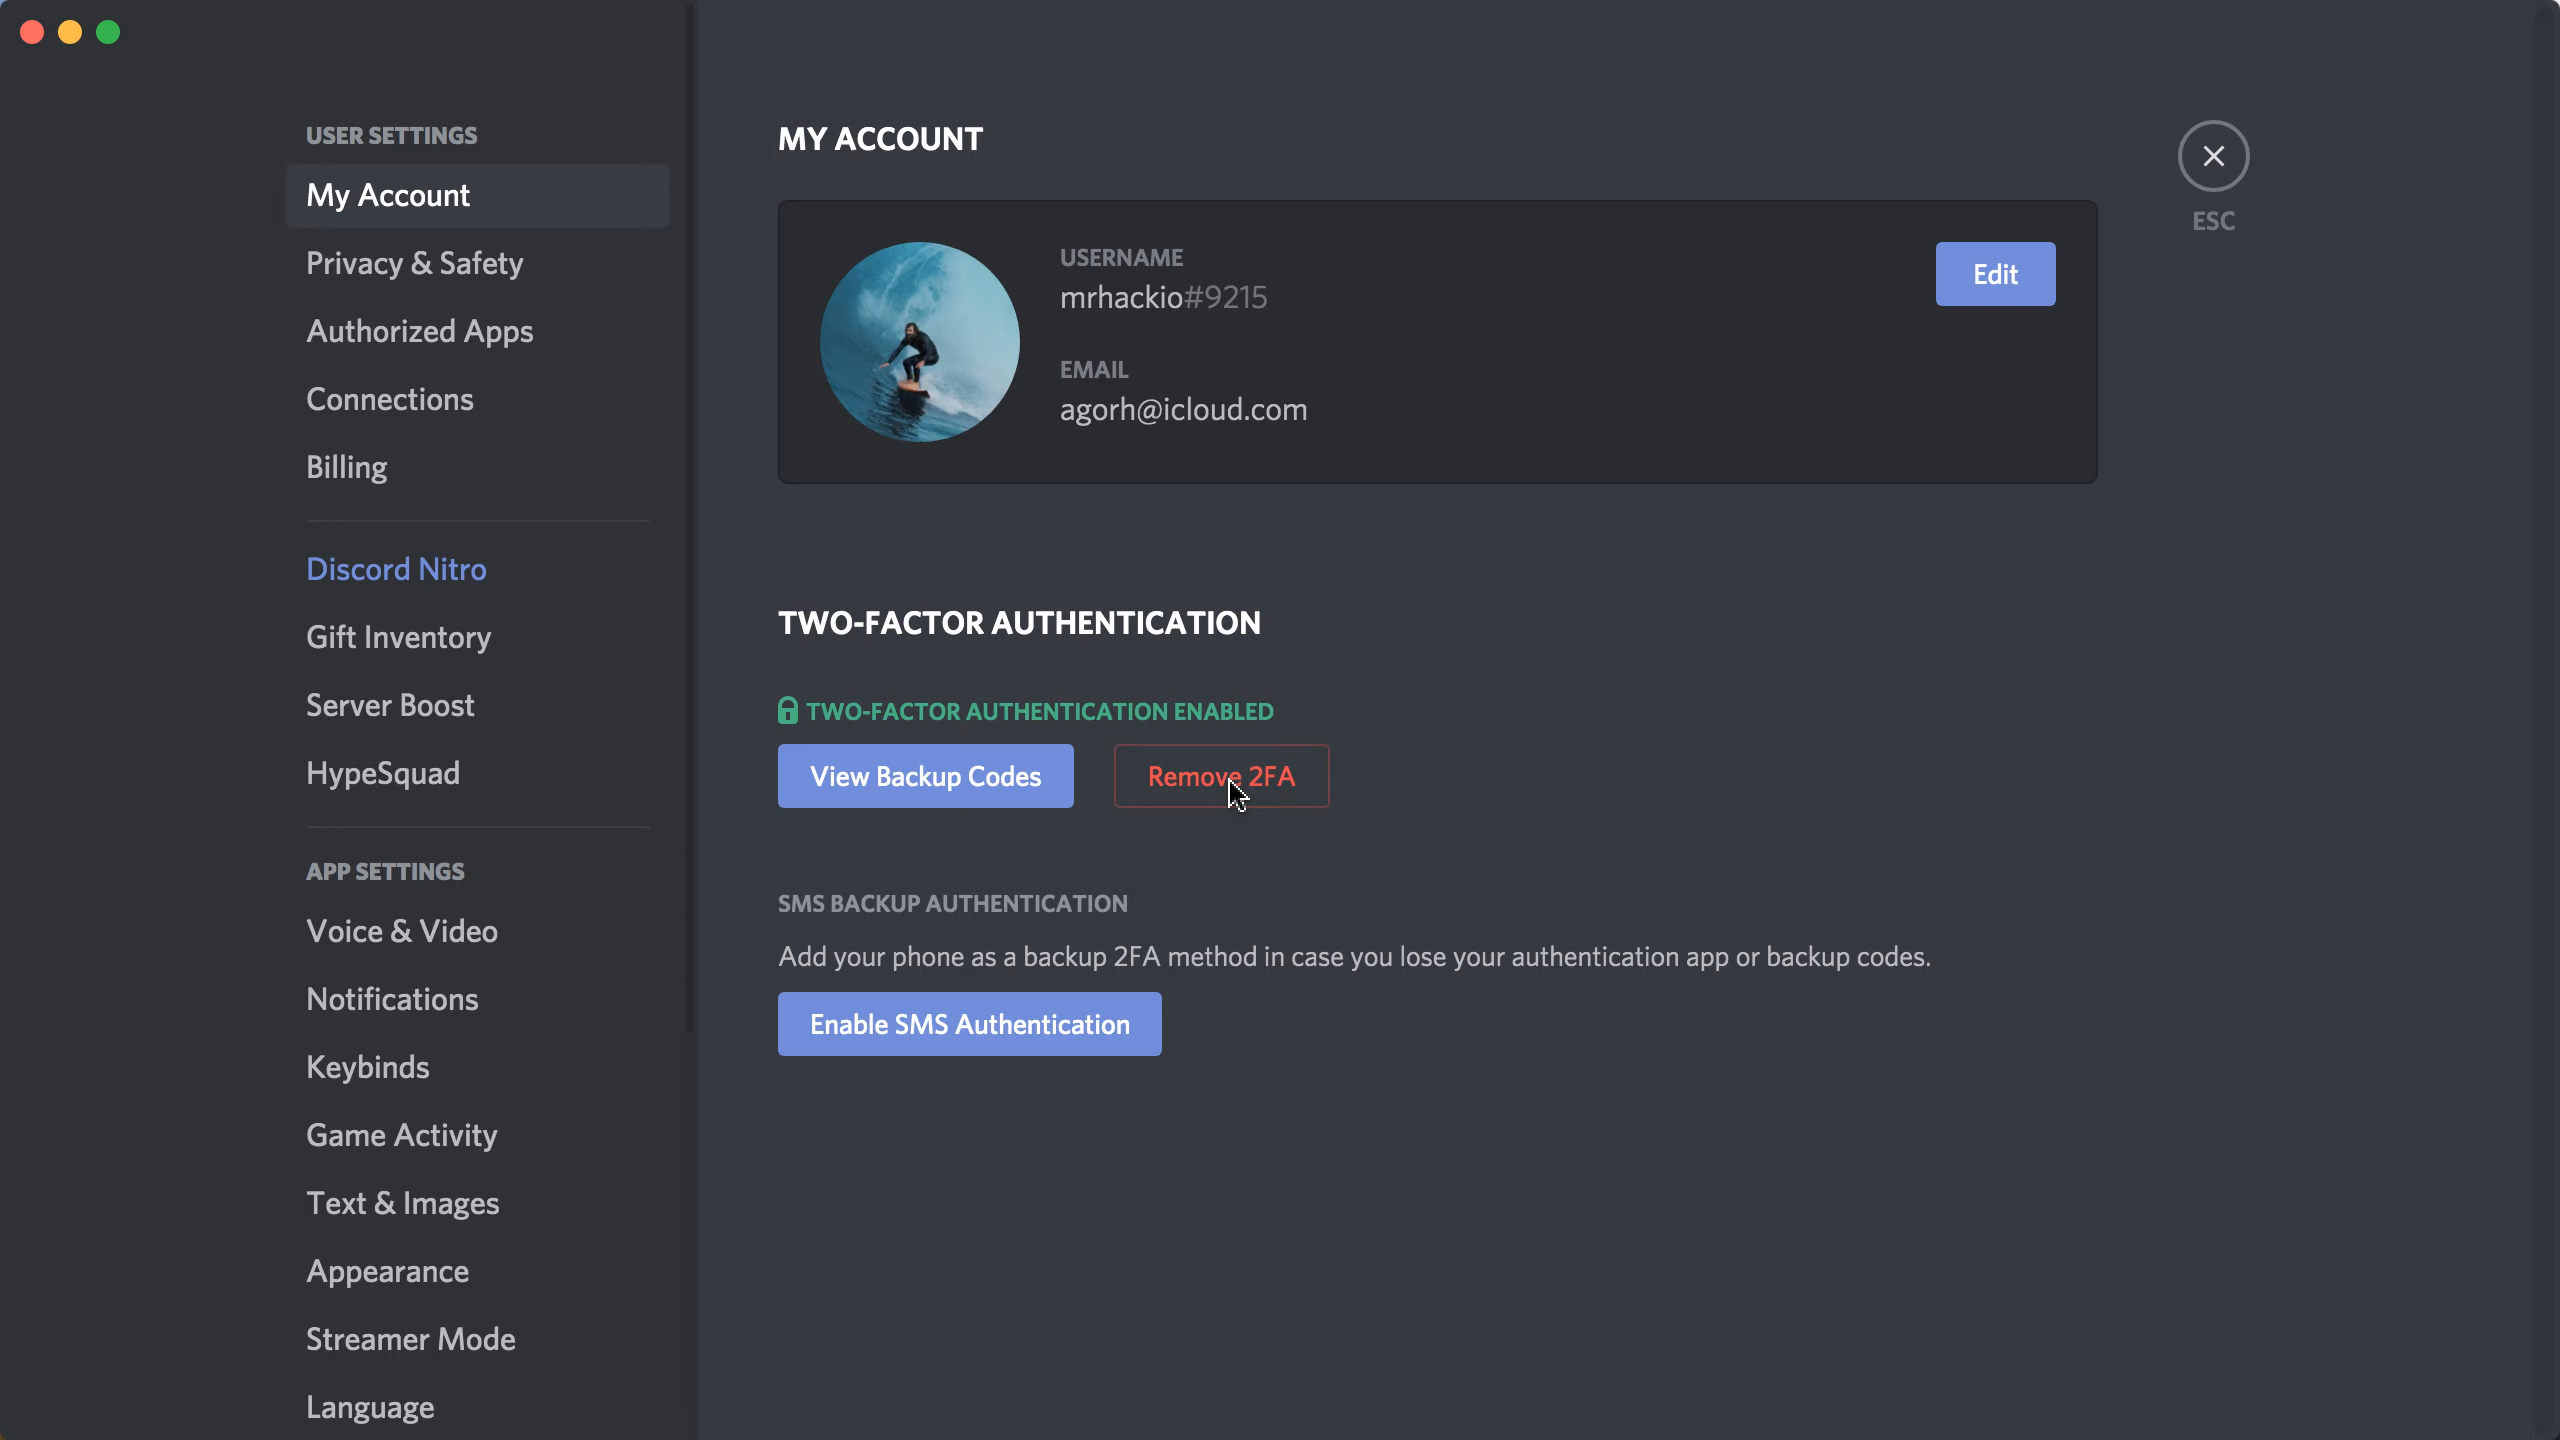 USER SETTINGS
My Account
Privacy & Safety
Authorized Apps
Connections
Billing
Discord Nitro
Gift Inventory
Server Boost
HypeSquad
APP SETTINGS
Voice & Video
Notifications
Keybinds
Game Activity
Text & Images
Appearance
Streamer Mode
Language
MY ACCOUNT
USERNAME
mrhackio#9215
Edit
EMAIL
agorh@icloud.com
ESC
TWO-FACTOR AUTHENTICATION
TWO-FACTOR AUTHENTICATION ENABLED
View Backup Codes Remove 2FA
SMS BACKUP AUTHENTICATION
Add your phone as a backup 2FA method in case you lose your authentication app or backup codes.
Enable SMS Authentication